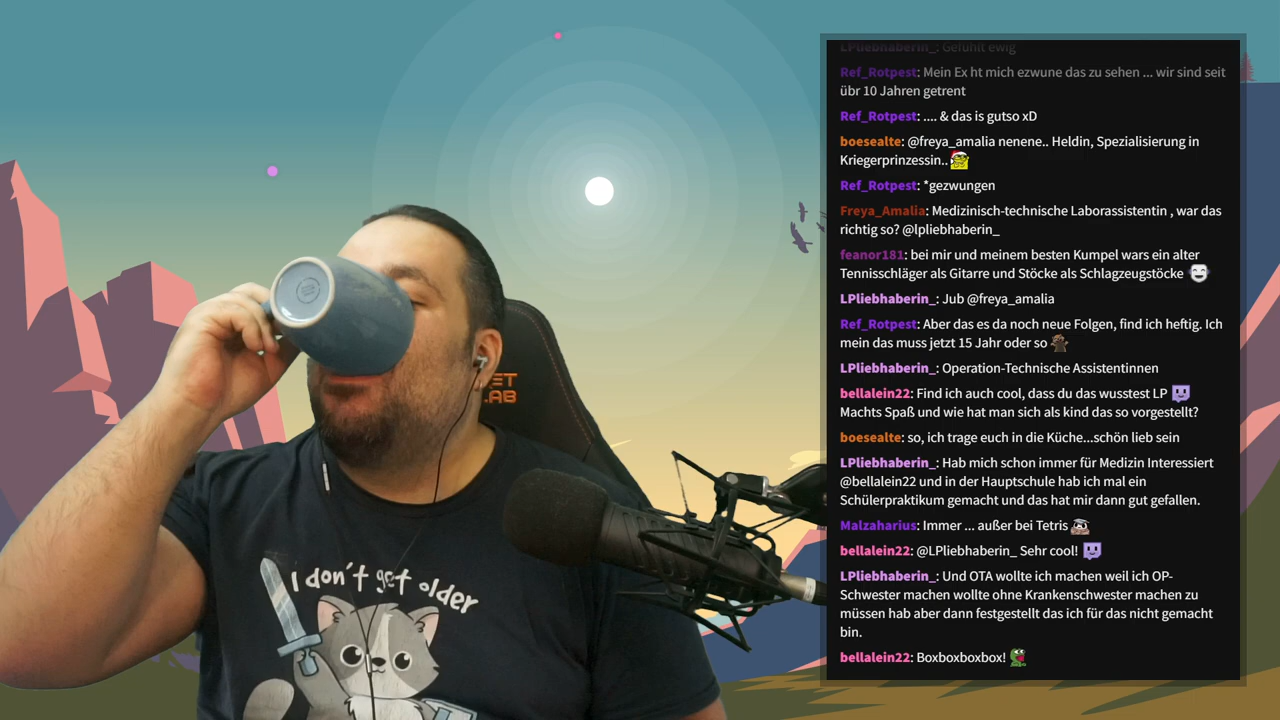 I don't get older
LPliebhaberin_: Gefühlt ewig
Ref_Rotpest: Mein Ex ht mich ezwune das zu sehen ... wir sind seit
übr 10 Jahren getrent
Ref_Rotpest: .... & das is gutso xD
boesealte: @freya_amalia nenene.. Heldin, Spezialisierung in
Kriegerprinzessin..
Ref_Rotpest: *gezwungen
Freya_Amalia: Medizinisch-technische Laborassistentin , war das
richtig so? @lpliebhaberin_
feanor181: bei mir und meinem besten Kumpel wars ein alter
Tennisschläger als Gitarre und Stöcke als Schlagzeugstöcke
LPliebhaberin_: Jub @freya_amalia
Ref_Rotpest: Aber das es da noch neue Folgen, find ich heftig. Ich
mein das muss jetzt 15 Jahr oder so
LPliebhaberin_: Operation-Technische Assistentinnen
bellalein22: Find ich auch cool, dass du das wusstest LP
Machts Spaß und wie hat man sich als kind das so vorgestellt?
boesealte: so, ich trage euch in die Küche...schön lieb sein
LPliebhaberin_: Hab mich schon immer für Medizin Interessiert
@bellalein22 und in der Hauptschule hab ich mal ein
Schülerpraktikum gemacht und das hat mir dann gut gefallen.
Malzaharius: Immer ... außer bei Tetris
bellalein22: @LPliebhaberin_ Sehr cool!
LPliebhaberin_: Und OTA wollte ich machen weil ich OP-
Schwester machen wollte ohne Krankenschwester machen zu
müssen hab aber dann festgestellt das ich für das nicht gemacht
bin.
bellalein22: Boxboxboxbox!